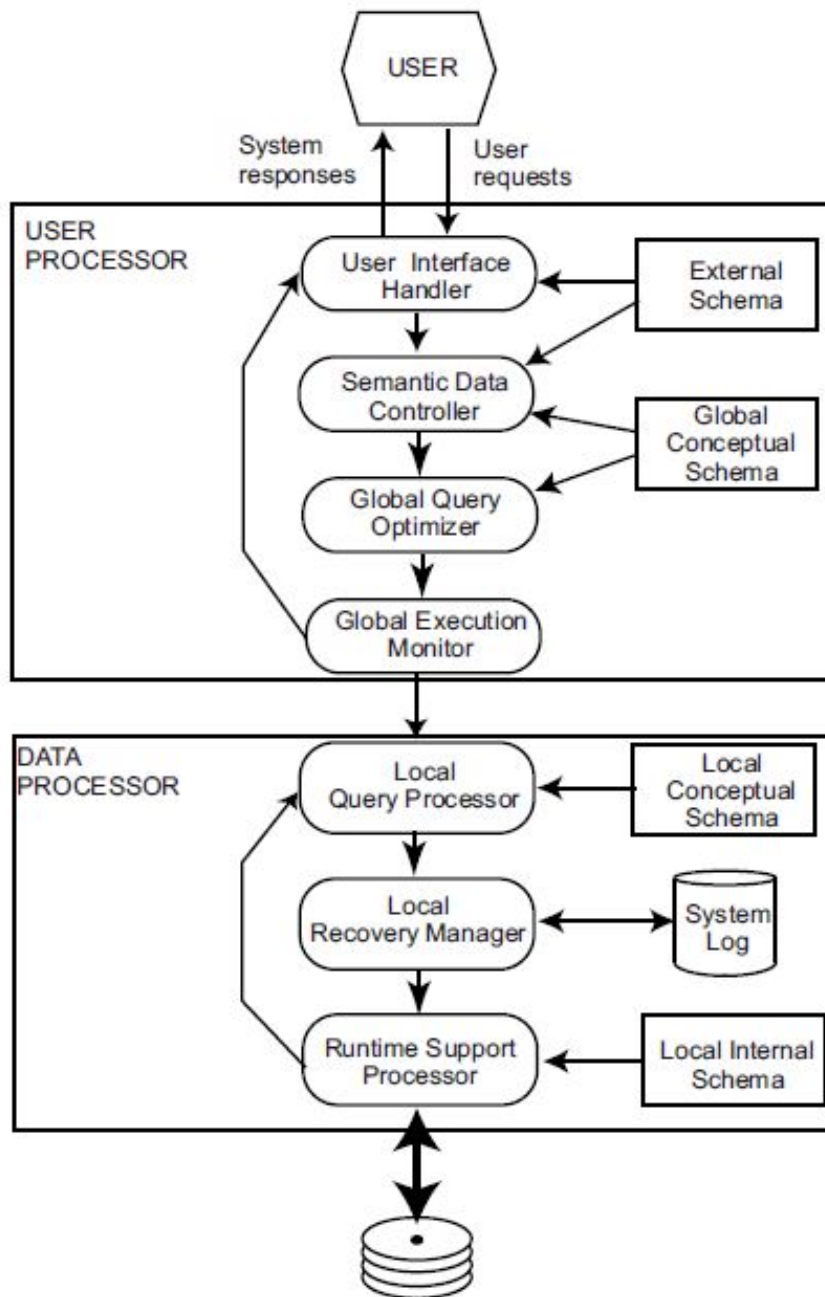 USER
System
responses
User
requests
USER
PROCESSOR
User Interface
Handler
External
Schema
Semantic Data
Controller
Global
Conceptual
Schema
Global Query
Optimizer
Global Execution
Monitor
DATA
PROCESSOR
Local
Query Processor
Local
Conceptual
Schema
Local
Recovery Manager
System
Log
Runtime Support
Processor
Local Internal
Schema